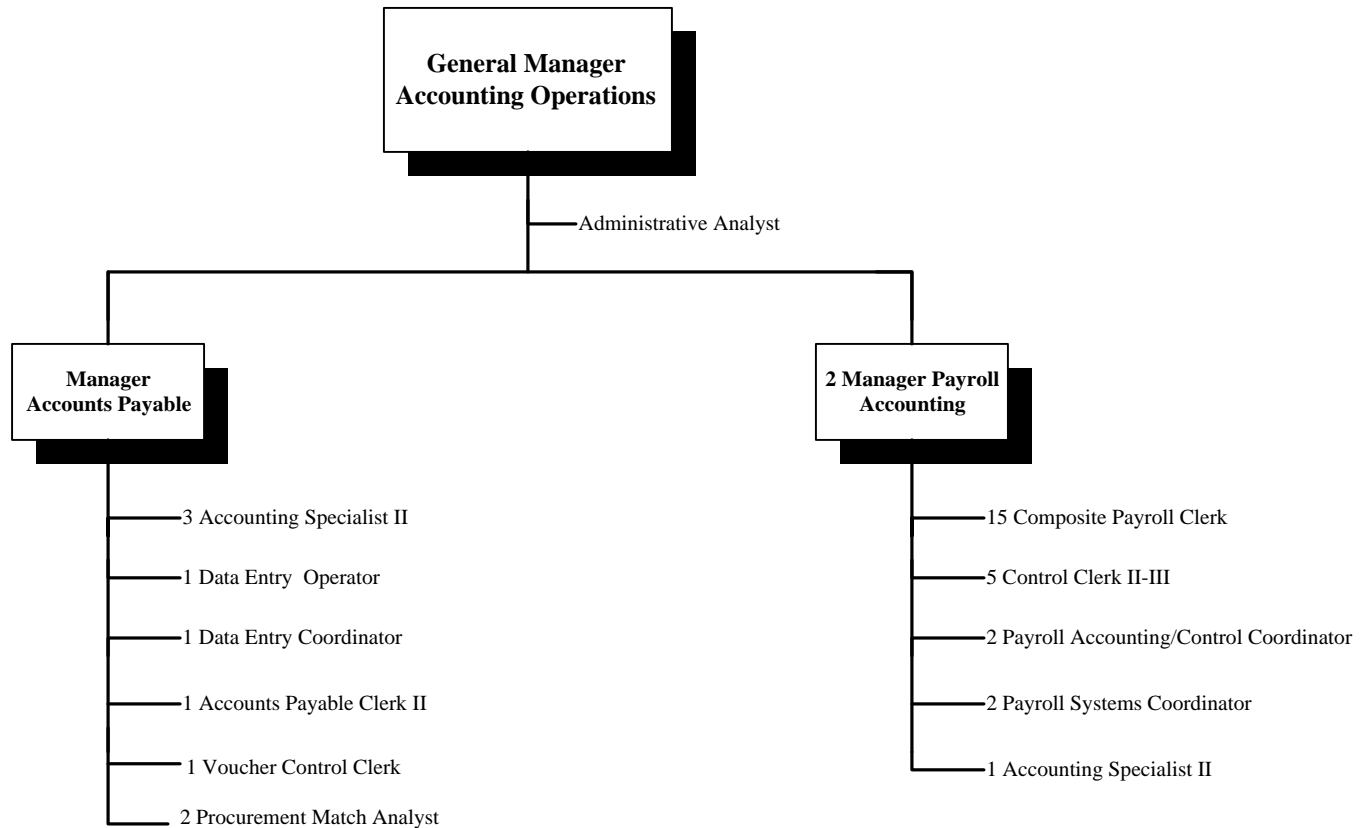 General Manager
Accounting Operations
Administrative Analyst
Manager
Accounts Payable
3 Accounting Specialist II
1 Data Entry  Operator
1 Data Entry Coordinator
1 Accounts Payable Clerk II
1 Voucher Control Clerk
2 Procurement Match Analyst
2 Manager Payroll
Accounting
15 Composite Payroll Clerk
5 Control Clerk II-III
2 Payroll Accounting/Control Coordinator
2 Payroll Systems Coordinator
1 Accounting Specialist II